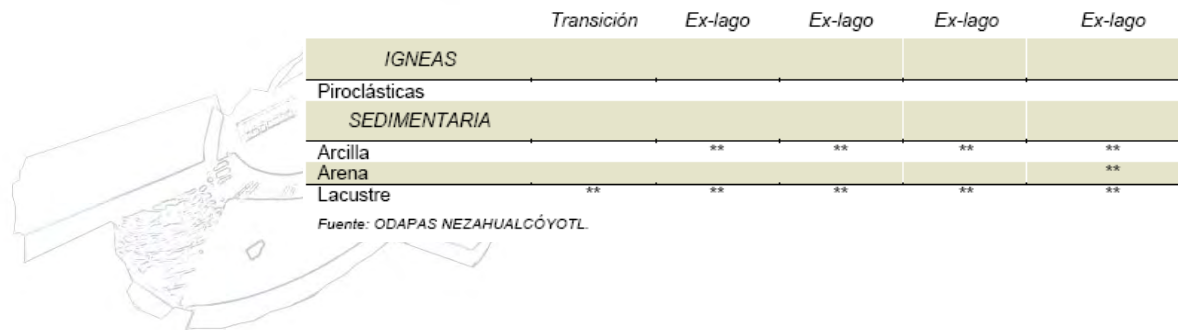 Transición Ex-lago Ex-lago Ex-lago Ex-lago
IGNEAS
Piroclásticas
SEDIMENTARIA
Arcilla ** ** ** **
Arena **
Lacustre ** ** ** ** **
Fuente: ODAPAS NEZAHUALCÓYOTL.